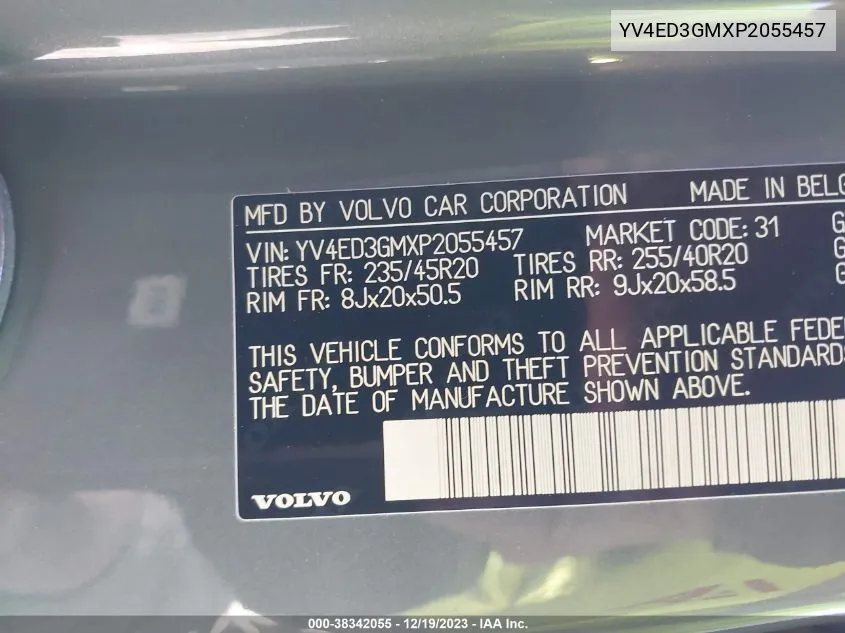 YV4ED3GMXP2055457
MFD BY VOLVO CAR CORPORATION MADE IN
VIN: YV4ED3GMXP2055457 MARKET CODE: 31
TIRES FR: 235/45R20 TIRES RR: 255/40R20
RIM FR: 8Jx20x50.5 RIM RR: 9Jx20x58.5
THIS VEHICLE CONFORMS TO ALL APPLICABLE
SAFETY, BUMPER AND THEFT PREVENTION STANDARDS
THE DATE OF MANUFACTURE SHOWN ABOVE.
VOLVO
000-38342055 - 12/19/2023 - IAA Inc.